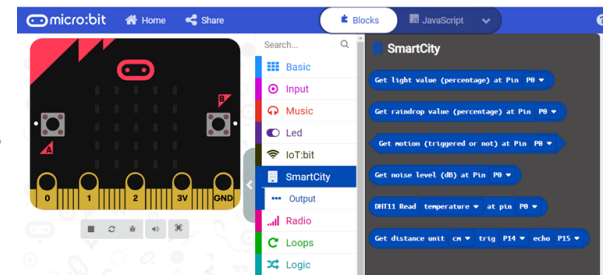 micro:bit Home Share Blocks JavaScript
Search...
Basic
Input
Music
Led
IoT:bit
SmartCity
Output
Radio
Loops
Logic
SmartCity
Get light value (percentage) at Pin P0
Get raindrop value (percentage) at Pin P0
Get motion (triggered or not) at Pin P0
Get noise level (dB) at Pin P0
DHT11 Read temperature at pin P0
Get distance unit cm trig P14 echo P15
A
B
0 1 2 3V GND